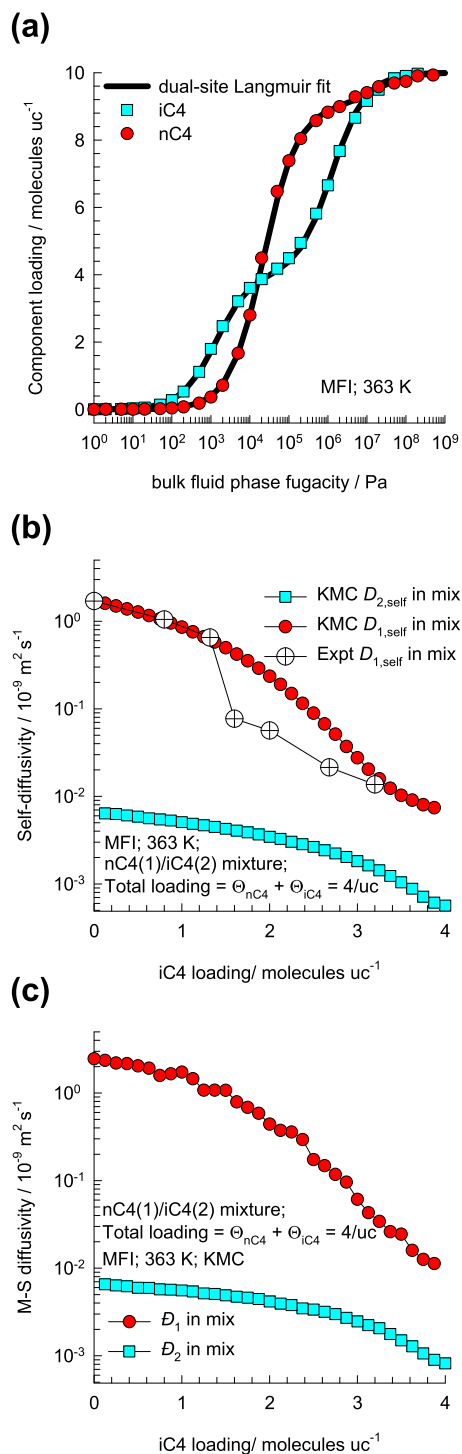 (a)
10
8
6
4
2
0
Component loading / molecules uc⁻¹
dual-site Langmuir fit
iC4
nC4
MFI; 363 K
10⁰ 10¹ 10² 10³ 10⁴ 10⁵ 10⁶ 10⁷ 10⁸ 10⁹
bulk fluid phase fugacity / Pa
(b)
10⁰
10⁻¹
10⁻²
10⁻³
Self-diffusivity / 10⁻⁹ m² s⁻¹
KMC D₂,self in mix
KMC D₁,self in mix
Expt D₁,self in mix
MFI; 363 K;
nC4(1)/iC4(2) mixture;
Total loading = ΘnC4 + ΘiC4 = 4/uc
0 1 2 3 4
iC4 loading/ molecules uc⁻¹
(c)
10⁰
10⁻¹
10⁻²
10⁻³
M-S diffusivity / 10⁻⁹ m² s⁻¹
nC4(1)/iC4(2) mixture;
Total loading = ΘnC4 + ΘiC4 = 4/uc
MFI; 363 K; KMC
Đ₁ in mix
Đ₂ in mix
0 1 2 3 4
iC4 loading/ molecules uc⁻¹